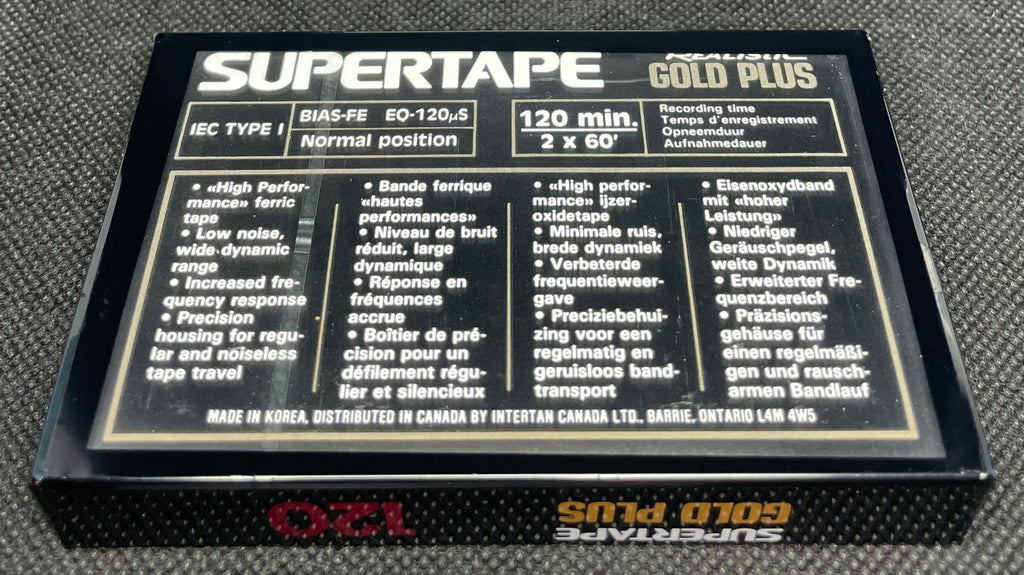 SUPERTAPE
REALISTIC
GOLD PLUS
IEC TYPE I
BIAS-FE EQ-120µS
Normal position
120 min.
2 x 60'
Recording time
Temps d'enregistrement
Opneemduur
Aufnahmedauer
• «High Perfor-
mance» ferric
tape
• Low noise,
wide dynamic
range
• Increased fre-
quency response
• Precision
housing for regu-
lar and noiseless
tape travel
• Bande ferrique
«hautes
performances»
• Niveau de bruit
réduit, large
dynamique
• Réponse en
fréquences
accrue
• Boîtier de pré-
cision pour un
défilement régu-
lier et silencieux
• «High perfor-
mance» ijzer-
oxidetape
• Minimale ruis,
brede dynamiek
• Verbeterde
frequentieweer-
gave
• Preciziebehui-
zing voor een
regelmatig en
geruisloos band-
transport
• Eisenoxydband
mit «hoher
Leistung»
• Niedriger
Geräuschpegel,
weite Dynamik
• Erweiterter Fre-
quenzbereich
• Präzisions-
gehäuse für
einen regelmäßi-
gen und rausch-
armen Bandlauf
MADE IN KOREA, DISTRIBUTED IN CANADA BY INTERTAN CANADA LTD., BARRIE, ONTARIO L4M 4W5
120
SUPERTAPE
GOLD PLUS